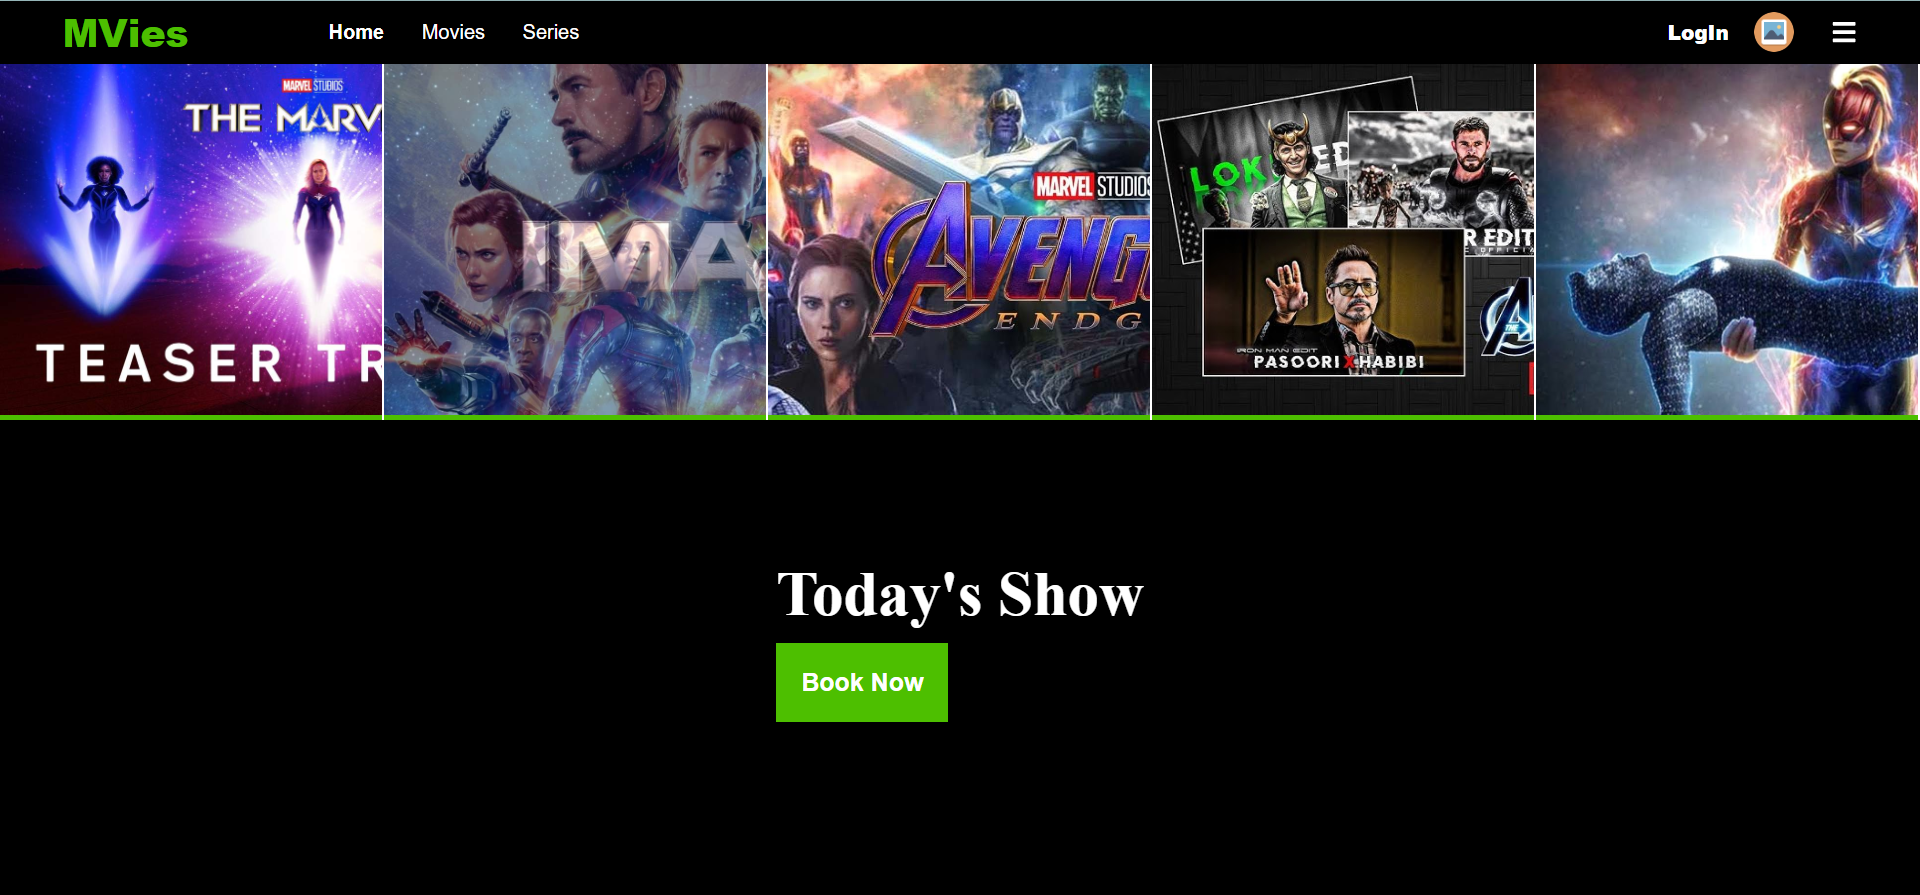 MVies
Home Movies Series
LogIn
MARVEL STUDIOS
THE MARV
TEASER TR
IMA
MARVEL STUDIOS
AVENG
ENDG
LOK ED
R EDIT
IRON MAN EDIT
PASOORI X HABIBI
Today's Show
Book Now